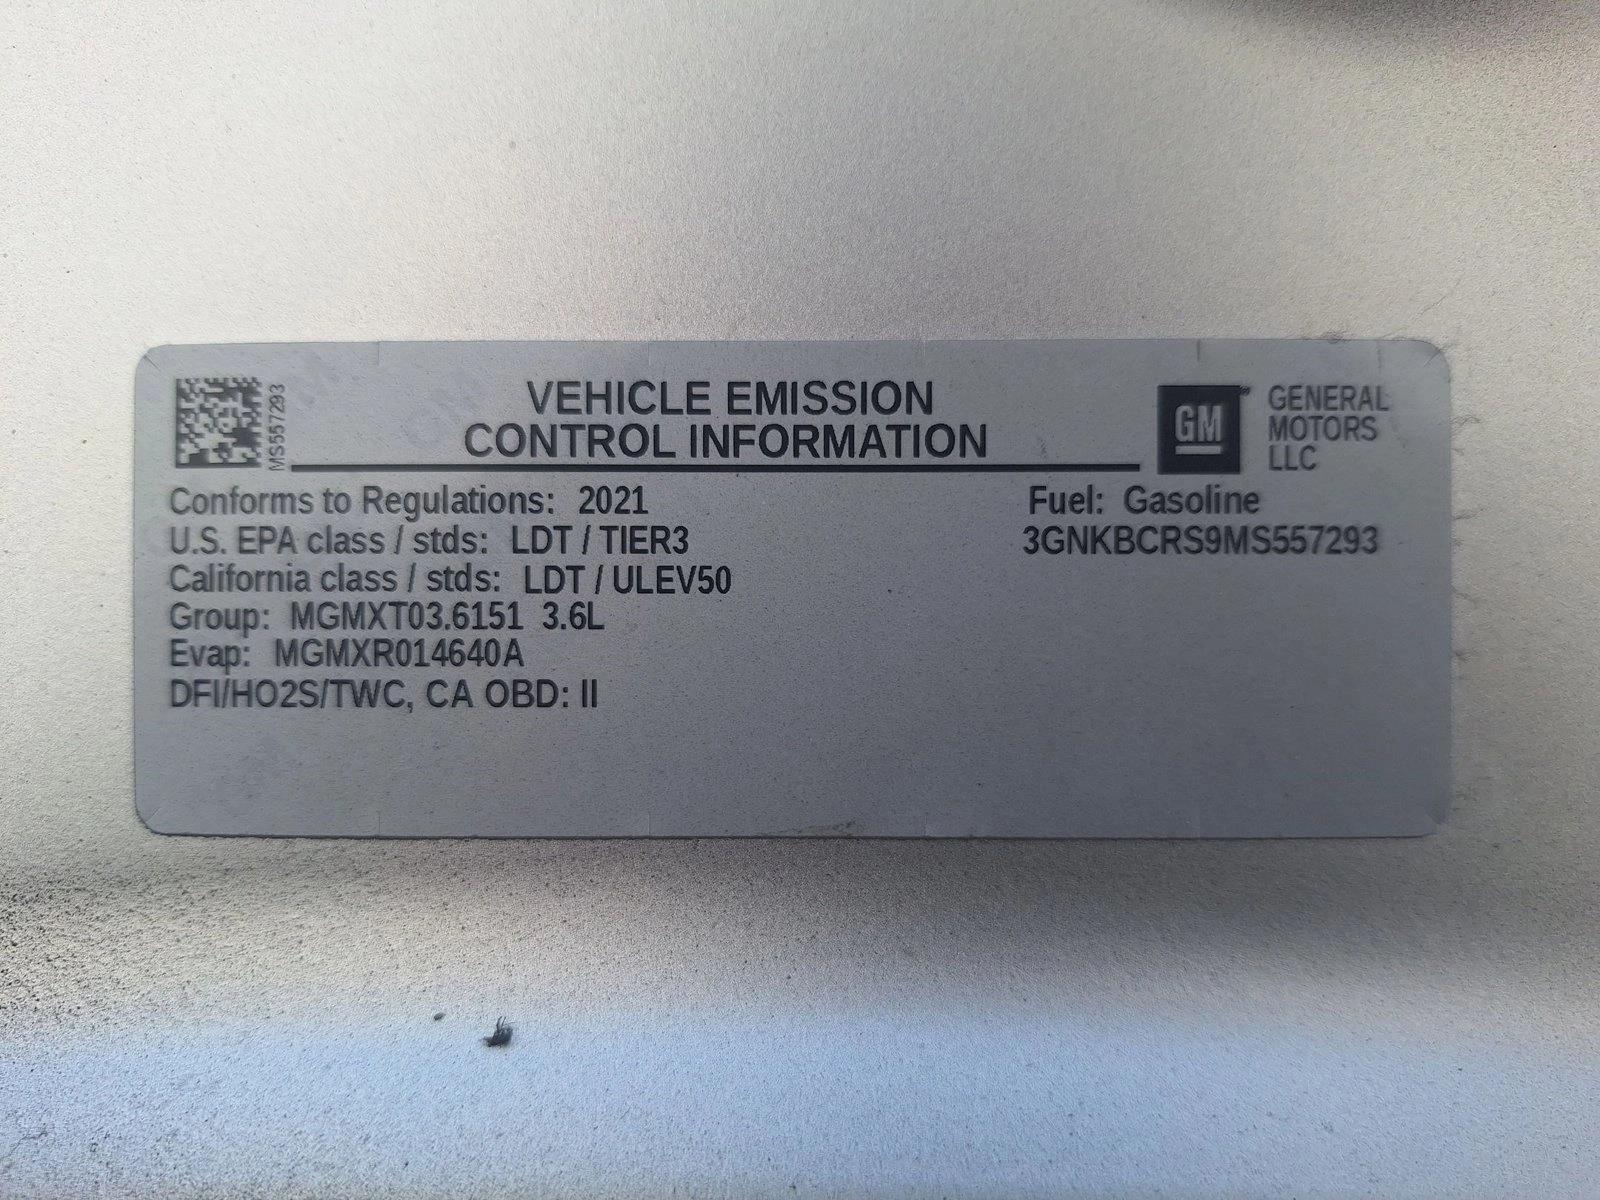 MS557293
VEHICLE EMISSION
CONTROL INFORMATION
GM
GENERAL
MOTORS
LLC
Conforms to Regulations: 2021
Fuel: Gasoline
U.S. EPA class / stds: LDT / TIER3
3GNKBCRS9MS557293
California class / stds: LDT / ULEV50
Group: MGMXT03.6151 3.6L
Evap: MGMXR014640A
DFI/HO2S/TWC, CA OBD: II